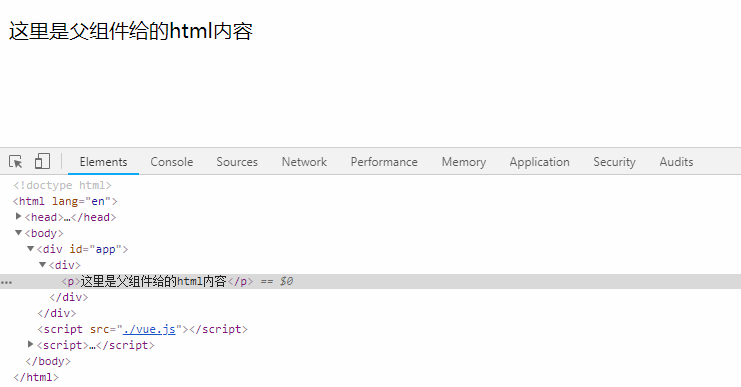 这里是父组件给的html内容
Elements Console Sources Network Performance Memory Application Security Audits
<!doctype html>
<html lang="en">
<head>…</head>
<body>
<div id="app">
<div>
<p>这里是父组件给的html内容</p> == $0
</div>
</div>
<script src="./vue.js"></script>
<script>…</script>
</body>
</html>